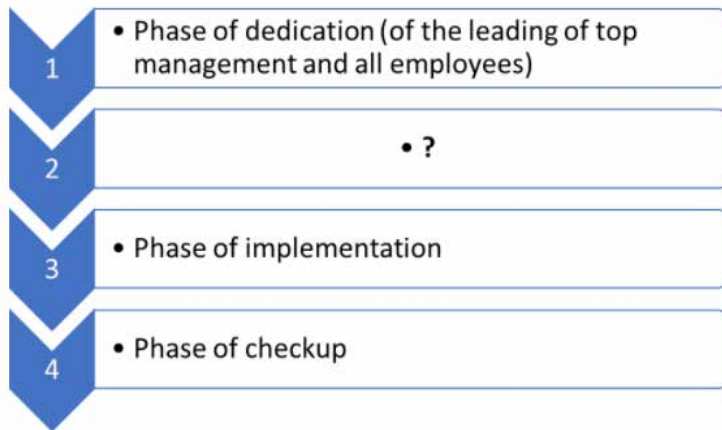 1
• Phase of dedication (of the leading of top
management and all employees)
2
• ?
3
• Phase of implementation
4
• Phase of checkup